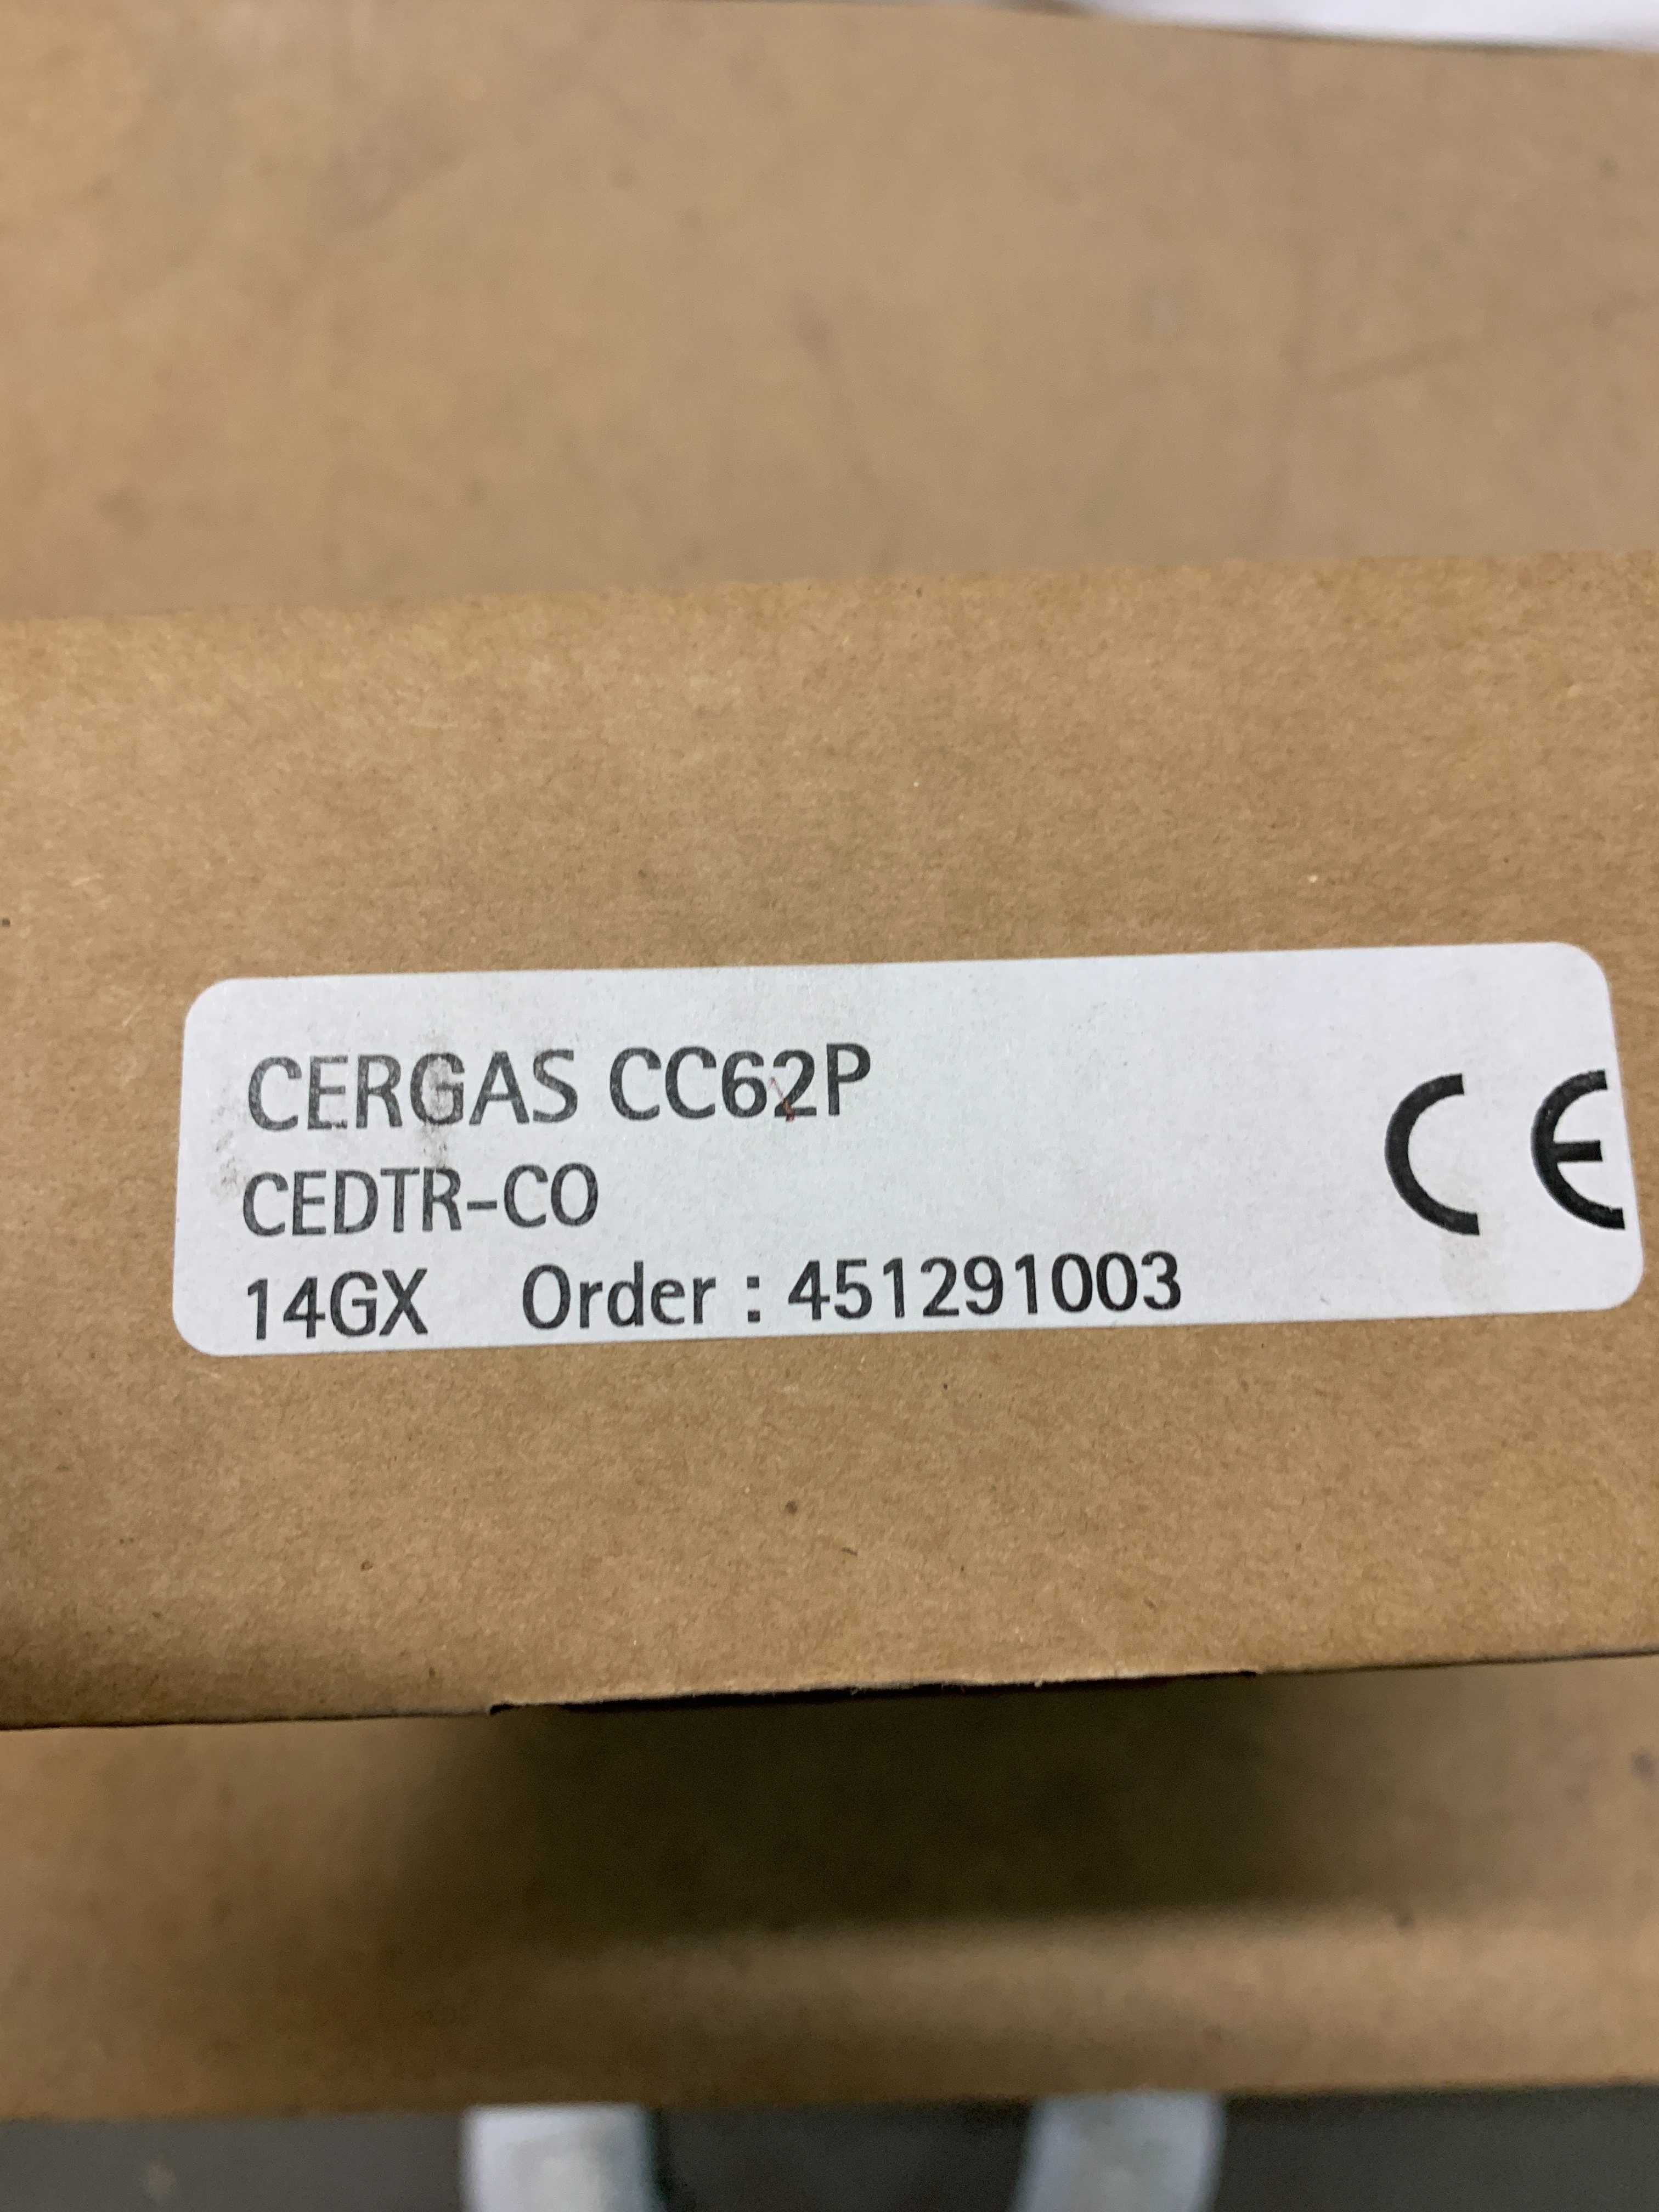 CERGAS CC62P
CEDTR-CO
14GX Order : 451291003
CE